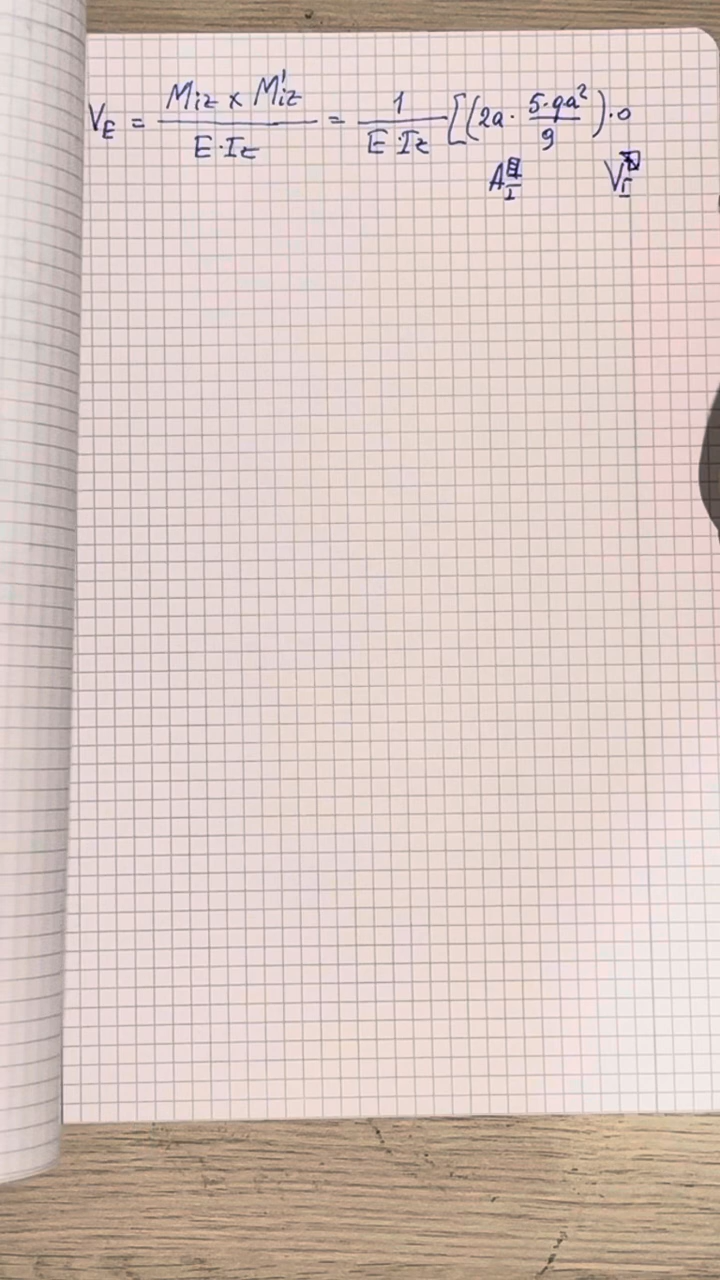 V_E = (M_iz × M'_iz) / (E·I_z) = 1 / (E·I_z) [(2a · 5·qa² / 9)·0
A_I V_I